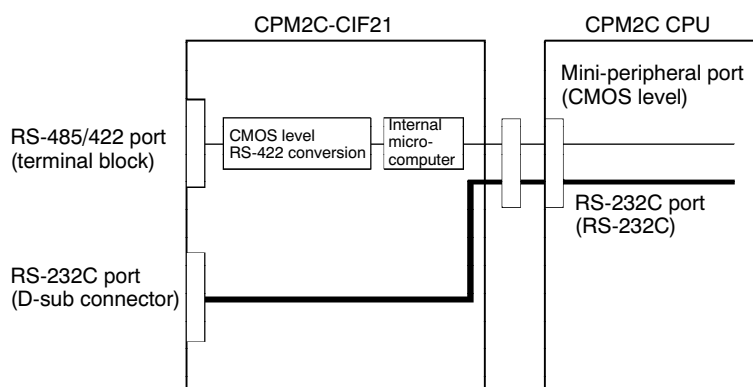 CPM2C-CIF21
CPM2C CPU
Mini-peripheral port
(CMOS level)
RS-485/422 port
(terminal block)
CMOS level
RS-422 conversion
Internal
micro-
computer
RS-232C port
(RS-232C)
RS-232C port
(D-sub connector)